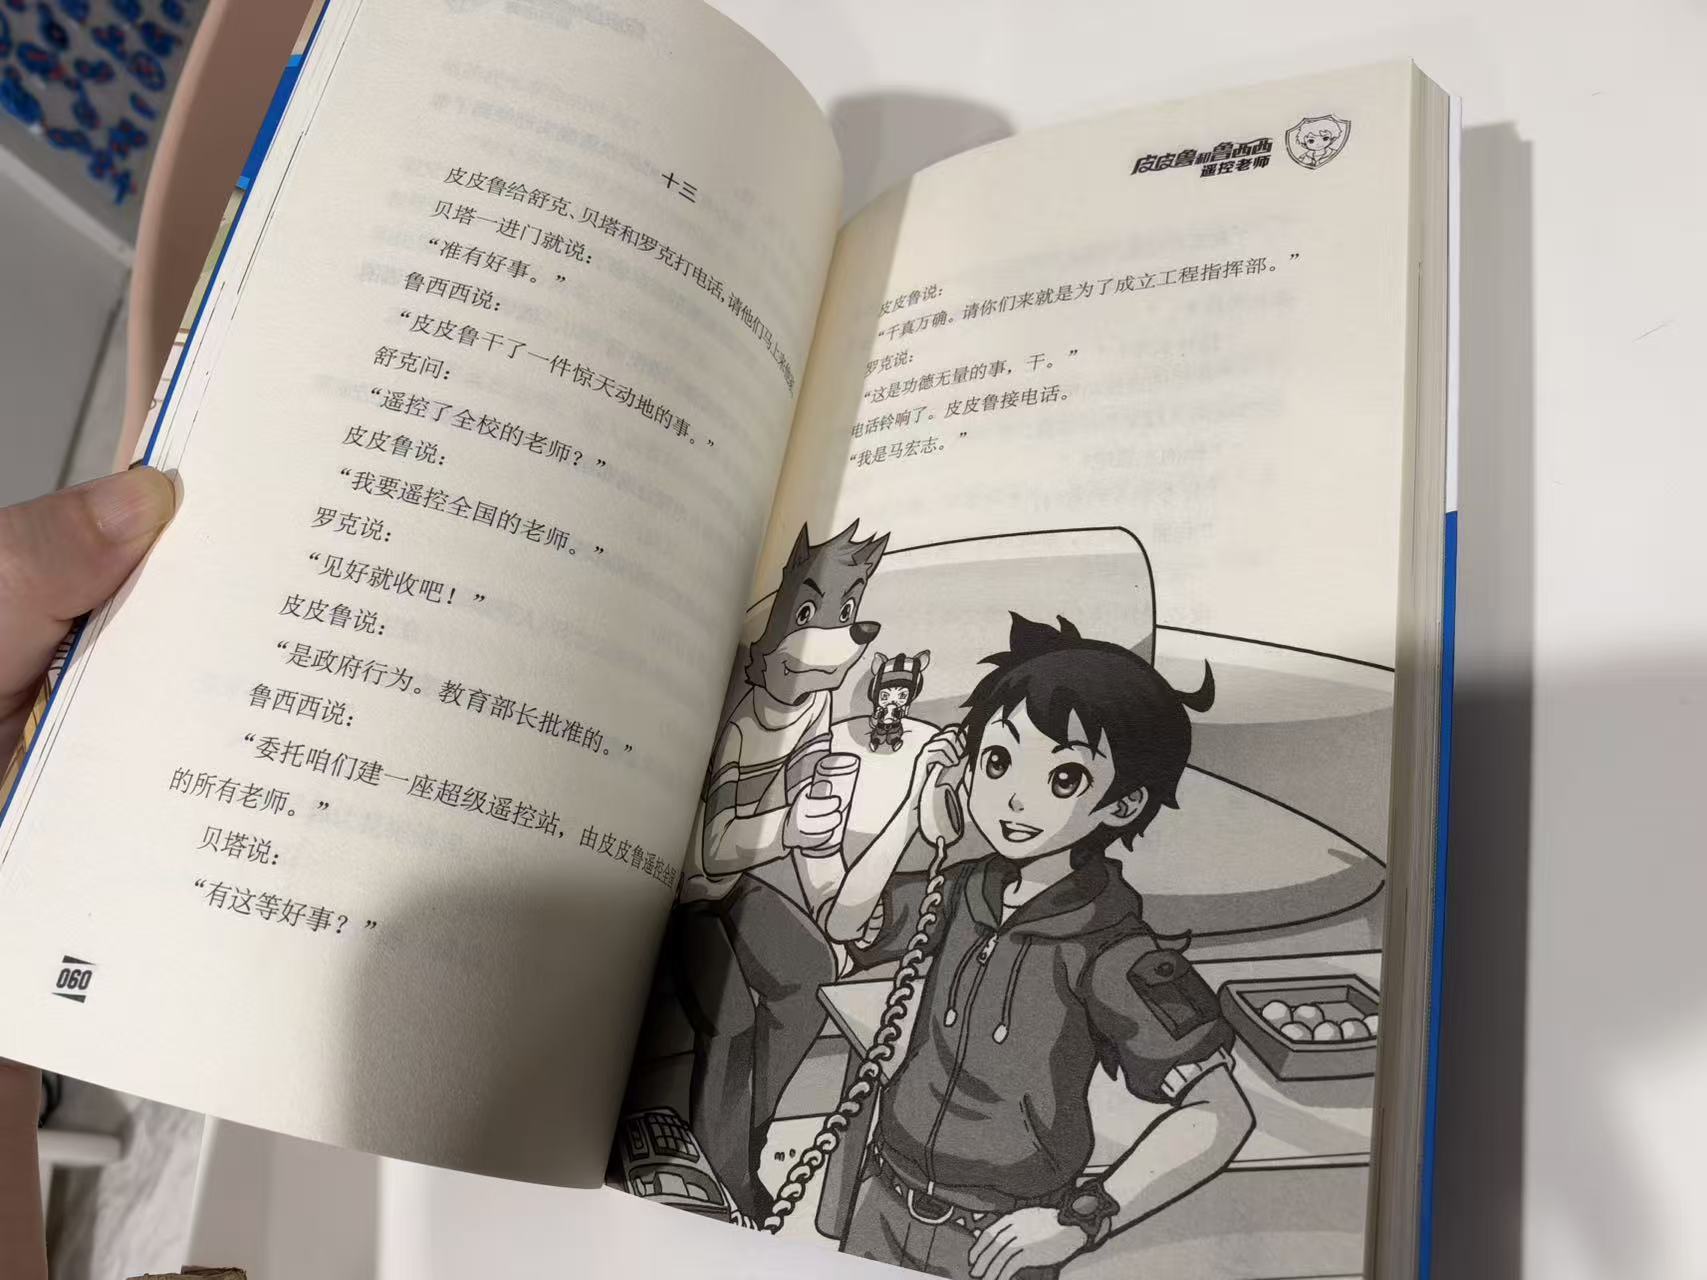 十三
皮皮鲁给舒克、贝塔和罗克打电话，请他们马上来他家。
贝塔一进门就说：
“准有好事。”
鲁西西说：
“皮皮鲁干了一件惊天动地的事。”
舒克问：
“遥控了全校的老师？”
皮皮鲁说：
“我要遥控全国的老师。”
罗克说：
“见好就收吧！”
皮皮鲁说：
“是政府行为。教育部长批准的。”
鲁西西说：
“委托咱们建一座超级遥控站，由皮皮鲁遥控全国
的所有老师。”
贝塔说：
“有这等好事？”
060
皮皮鲁和鲁西西
遥控老师
皮皮鲁说：
“千真万确。请你们来就是为了成立工程指挥部。”
罗克说：
“这是功德无量的事，干。”
电话铃响了。皮皮鲁接电话。
“我是马宏志。”